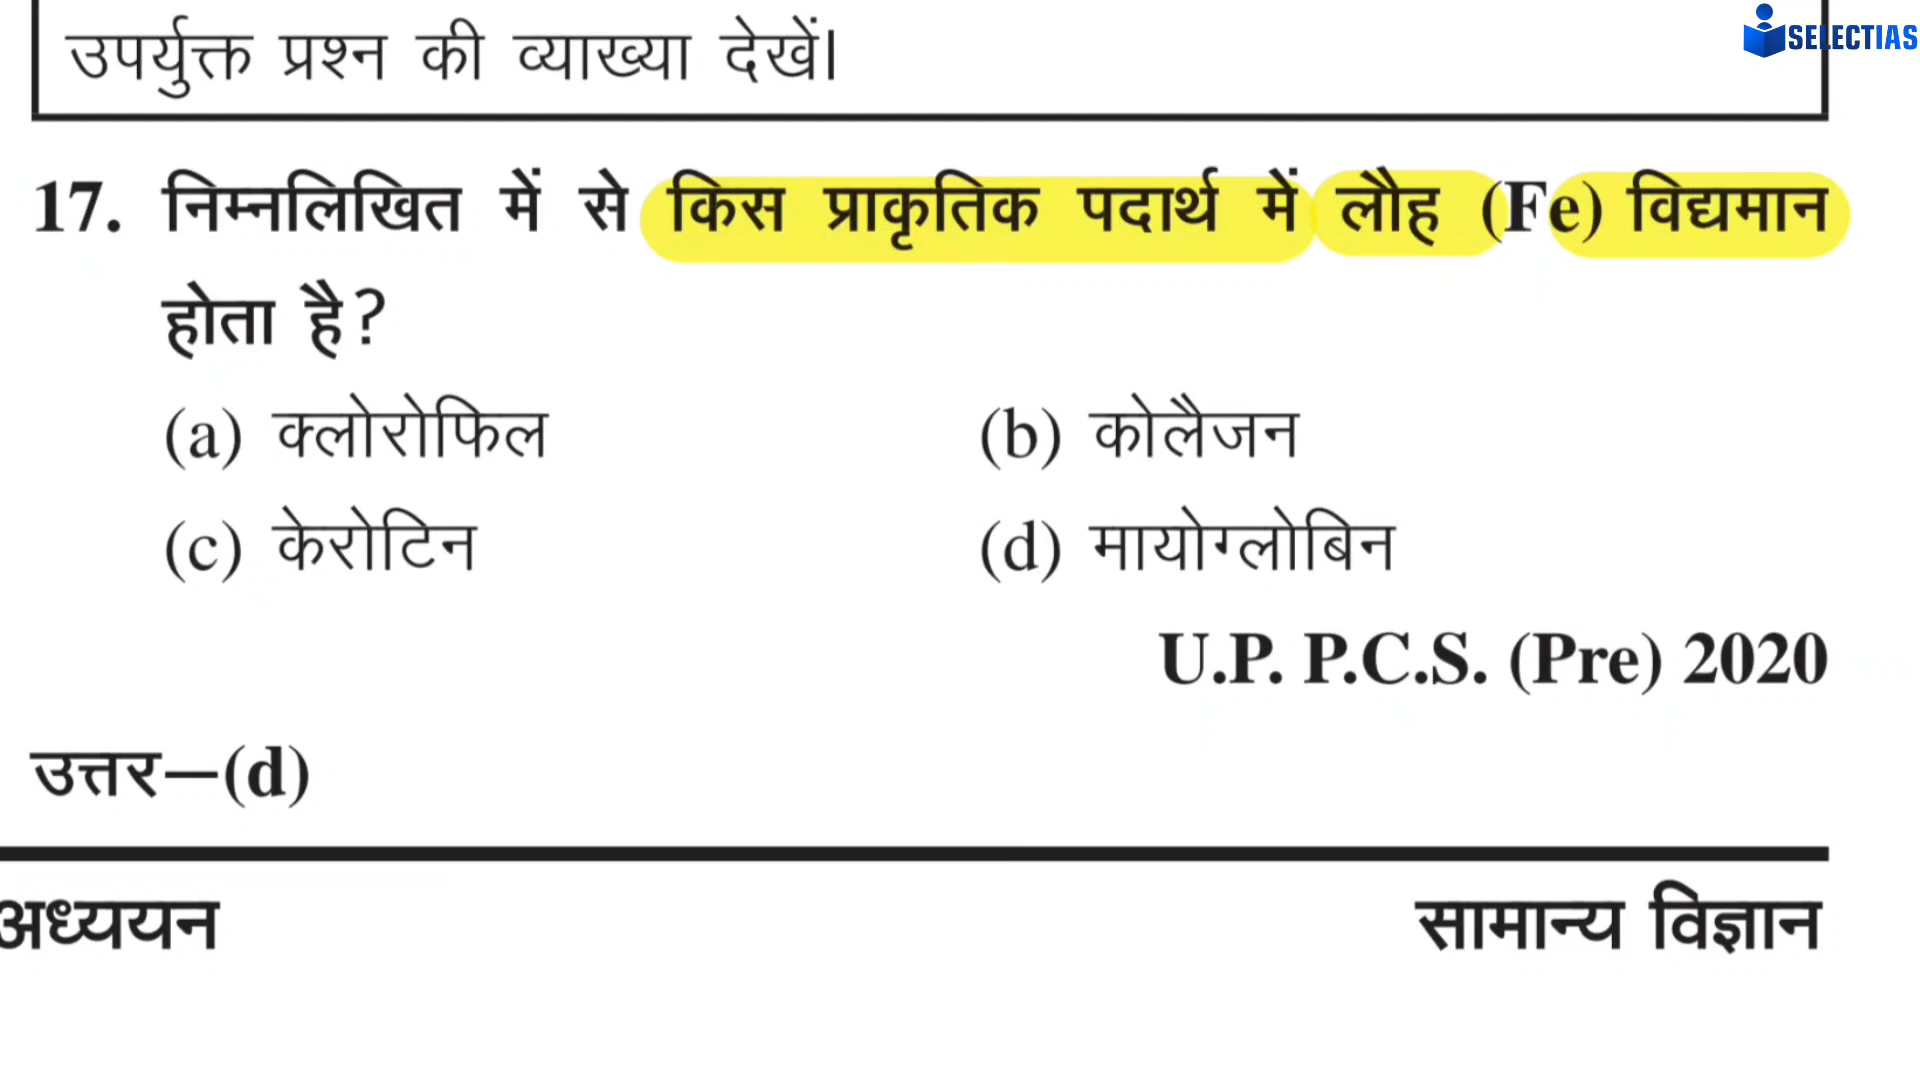 SELECTIAS
उपर्युक्त प्रश्न की व्याख्या देखें।
17. निम्नलिखित में से किस प्राकृतिक पदार्थ में लौह (Fe) विद्यमान
होता है?
(a) क्लोरोफिल (b) कोलैजन
(c) केरोटिन (d) मायोग्लोबिन
U.P. P.C.S. (Pre) 2020
उत्तर—(d)
अध्ययन सामान्य विज्ञान